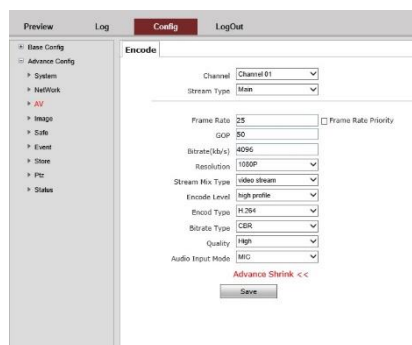 Preview Log Config LogOut
Base Config
Advance Config
System
NetWork
AV
Image
Safe
Event
Store
Ptz
Status
Encode
Channel Channel 01
Stream Type Main
Frame Rate 25 Frame Rate Priority
GOP 50
Bitrate(kb/s) 4096
Resolution 1080P
Stream Mix Type video stream
Encode Level high profile
Encod Type H.264
Bitrate Type CBR
Quality High
Audio Input Mode MIC
Advance Shrink <<
Save